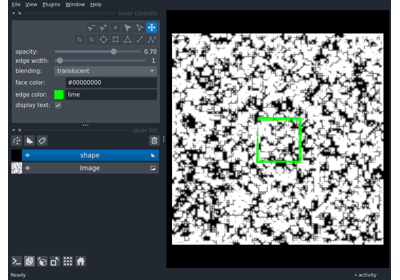 File View Plugins Window Help
layer controls
opacity: 0.70
edge width: 1
blending: translucent
face color: #00000000
edge color: lime
display text:
layer list
shape
Image
Ready
activity